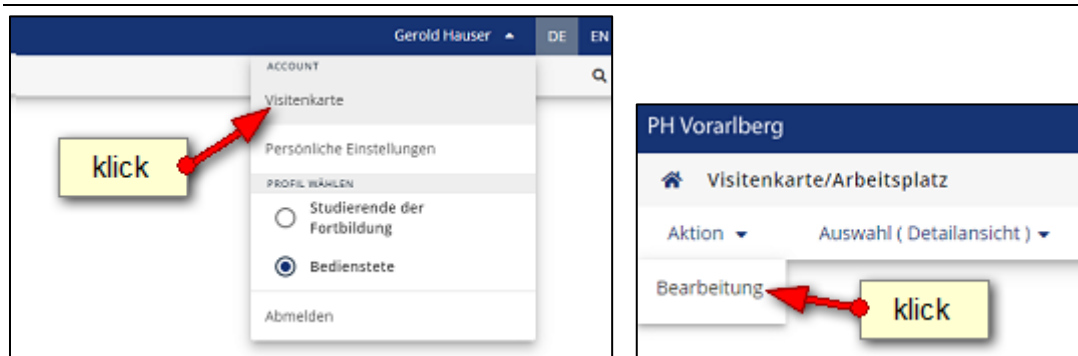 Gerold Hauser DE EN
ACCOUNT
Visitenkarte
klick
Persönliche Einstellungen
PROFIL WÄHLEN
Studierende der
Fortbildung
Bedienstete
Abmelden
PH Vorarlberg
Visitenkarte/Arbeitsplatz
Aktion Auswahl ( Detailansicht )
Bearbeitung
klick